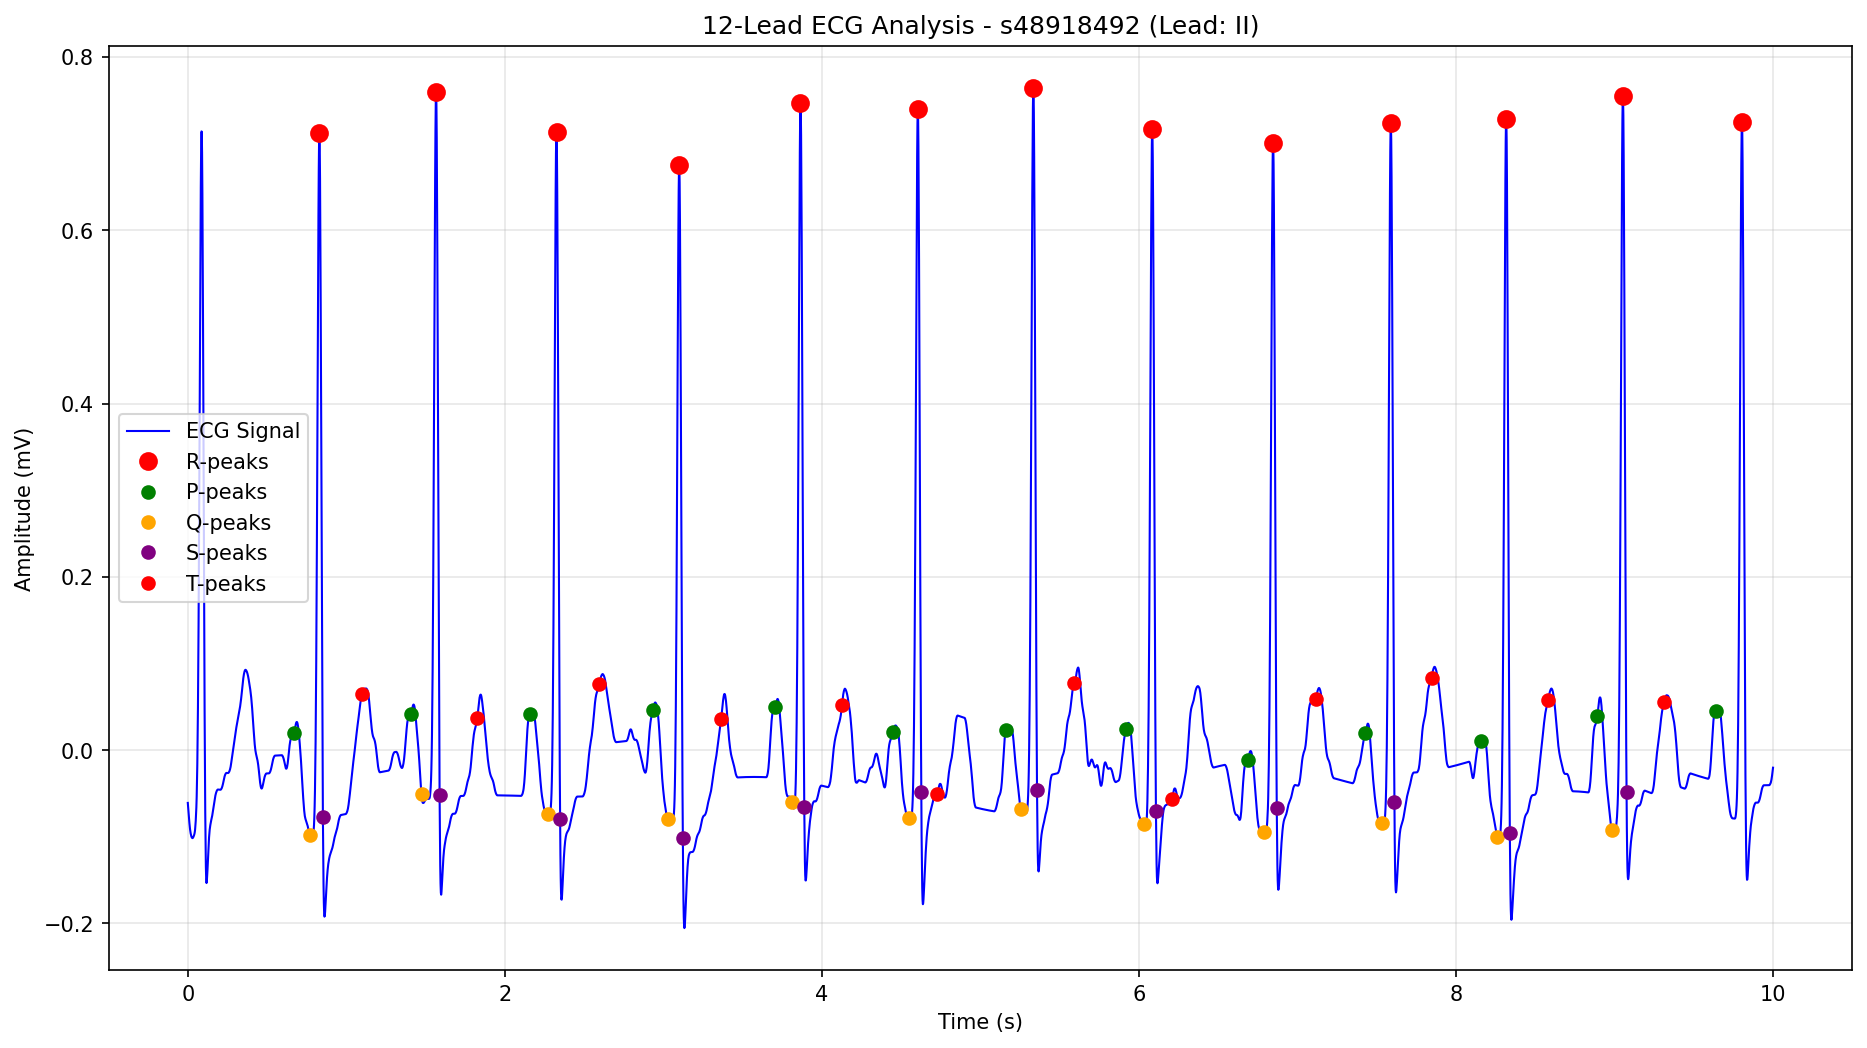 12-Lead ECG Analysis - s48918492 (Lead: II)
Amplitude (mV)
0.8
0.6
0.4
0.2
0.0
−0.2
ECG Signal
R-peaks
P-peaks
Q-peaks
S-peaks
T-peaks
0 2 4 6 8 10
Time (s)